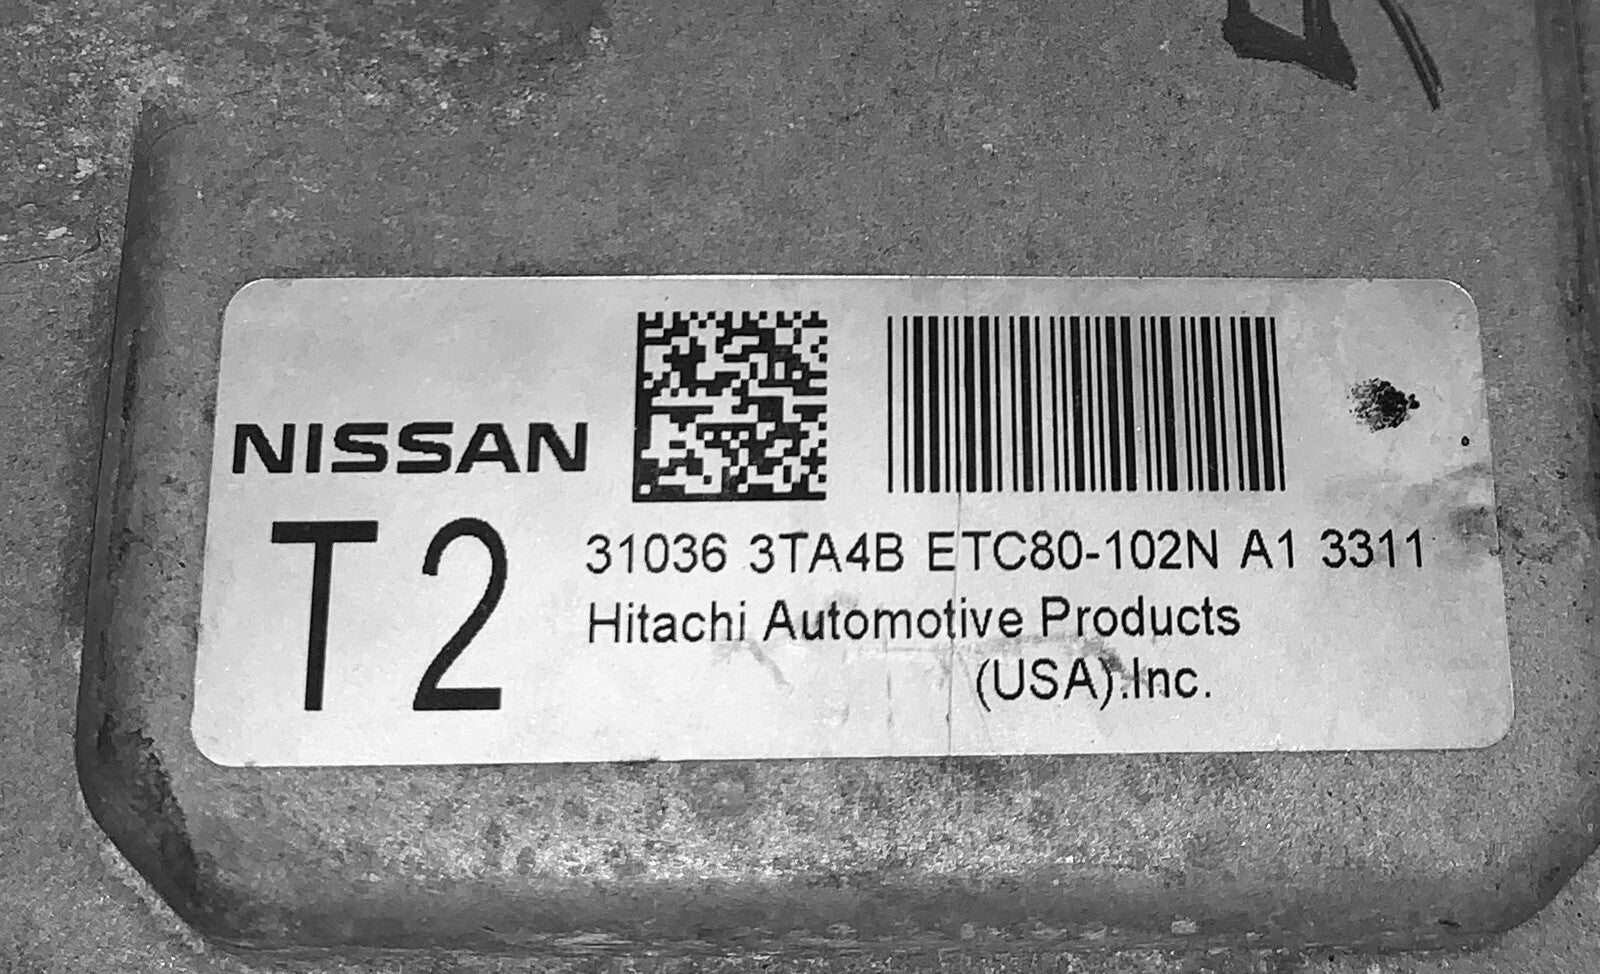 NISSAN
T2
31036 3TA4B ETC80-102N A1 3311
Hitachi Automotive Products
(USA).Inc.